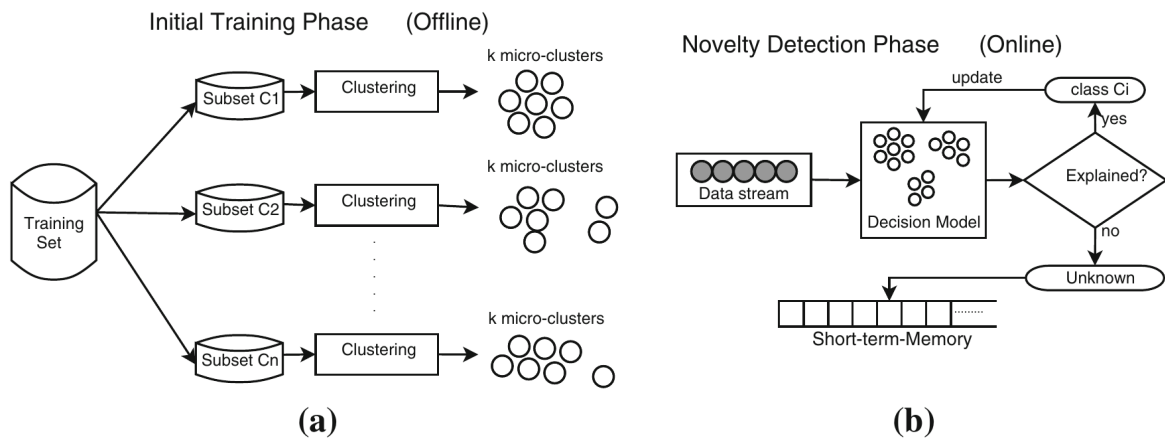 Initial Training Phase (Offline)
k micro-clusters
Subset C1
Clustering
k micro-clusters
Training
Set
Subset C2
Clustering
k micro-clusters
Subset Cn
Clustering
(a)
Novelty Detection Phase (Online)
update
class Ci
yes
Data stream
Decision Model
Explained?
no
Unknown
Short-term-Memory
(b)